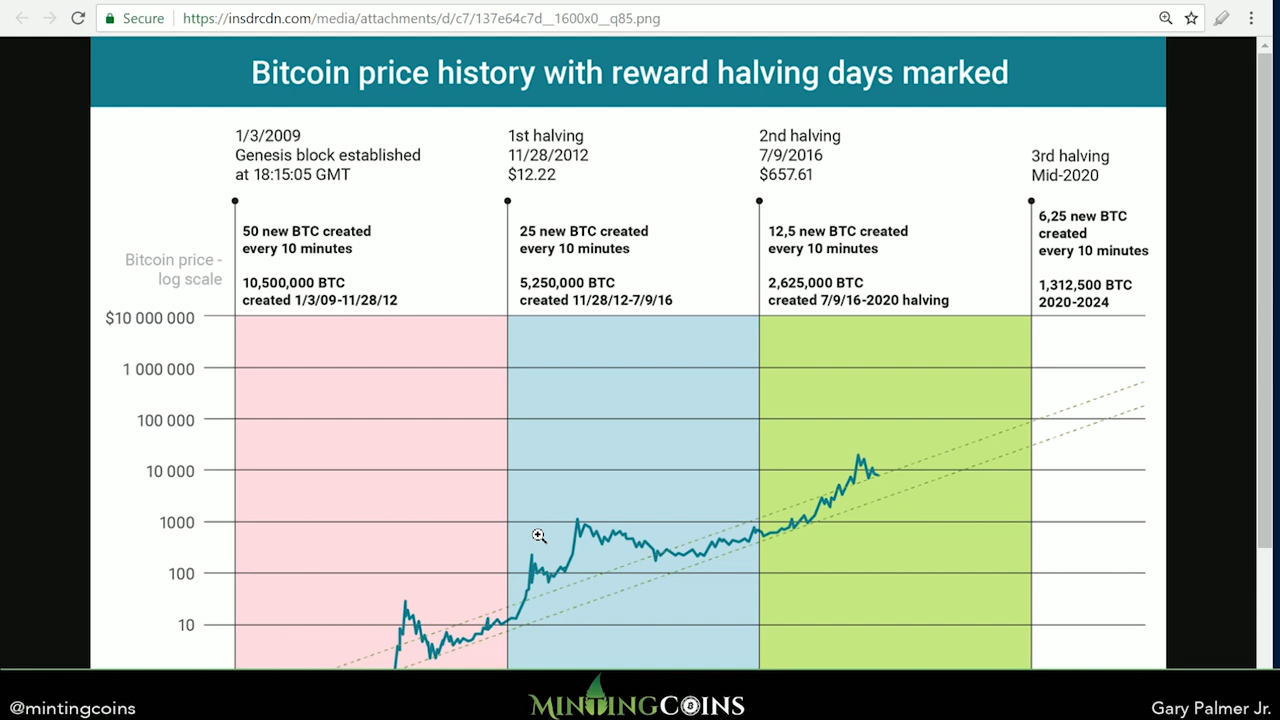 Secure
https://insdrcdn.com/media/attachments/d/c7/137e64c7d__1600x0__q85.png
Bitcoin price history with reward halving days marked
1/3/2009
Genesis block established
at 18:15:05 GMT
1st halving
11/28/2012
$12.22
2nd halving
7/9/2016
$657.61
3rd halving
Mid-2020
50 new BTC created
every 10 minutes
10,500,000 BTC
created 1/3/09-11/28/12
25 new BTC created
every 10 minutes
5,250,000 BTC
created 11/28/12-7/9/16
12,5 new BTC created
every 10 minutes
2,625,000 BTC
created 7/9/16-2020 halving
6,25 new BTC
created
every 10 minutes
1,312,500 BTC
2020-2024
Bitcoin price -
log scale
$10 000 000
1 000 000
100 000
10 000
1000
100
10
@mintingcoins
MINTINGCOINS
Gary Palmer Jr.